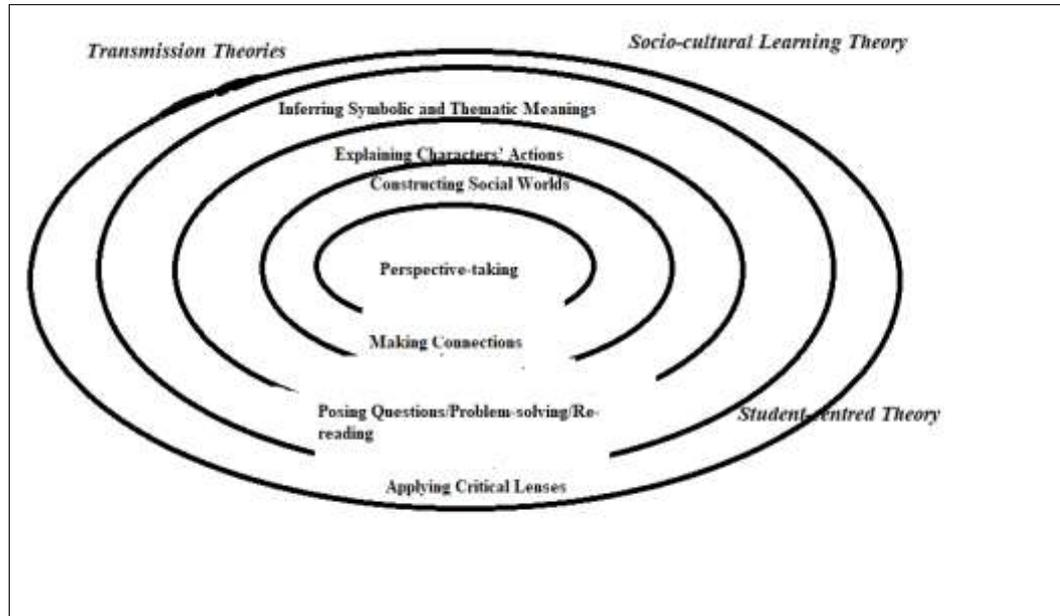 Transmission Theories
Socio-cultural Learning Theory
Inferring Symbolic and Thematic Meanings
Explaining Characters' Actions
Constructing Social Worlds
Perspective-taking
Making Connections
Posing Questions/Problem-solving/Re-
reading
Student-centred Theory
Applying Critical Lenses